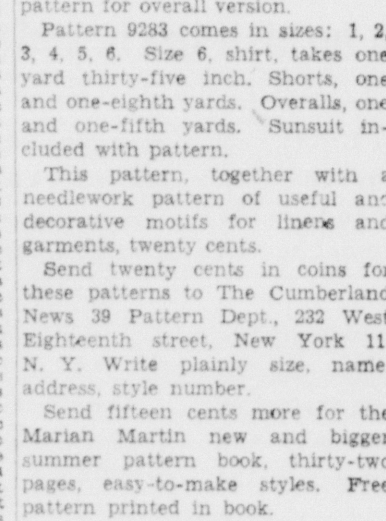 pattern for overall version.
Pattern 9283 comes in sizes: 1, 2,
3, 4, 5, 6. Size 6, shirt, takes one
yard thirty-five inch. Shorts, one
and one-eighth yards. Overalls, one
and one-fifth yards. Sunsuit in-
cluded with pattern.
This pattern, together with a
needlework pattern of useful and
decorative motifs for linens and
garments, twenty cents.
Send twenty cents in coins for
these patterns to The Cumberland
News 39 Pattern Dept., 232 West
Eighteenth street, New York 11
N. Y. Write plainly size, name
address, style number.
Send fifteen cents more for the
Marian Martin new and bigger
summer pattern book, thirty-two
pages, easy-to-make styles. Free
pattern printed in book.